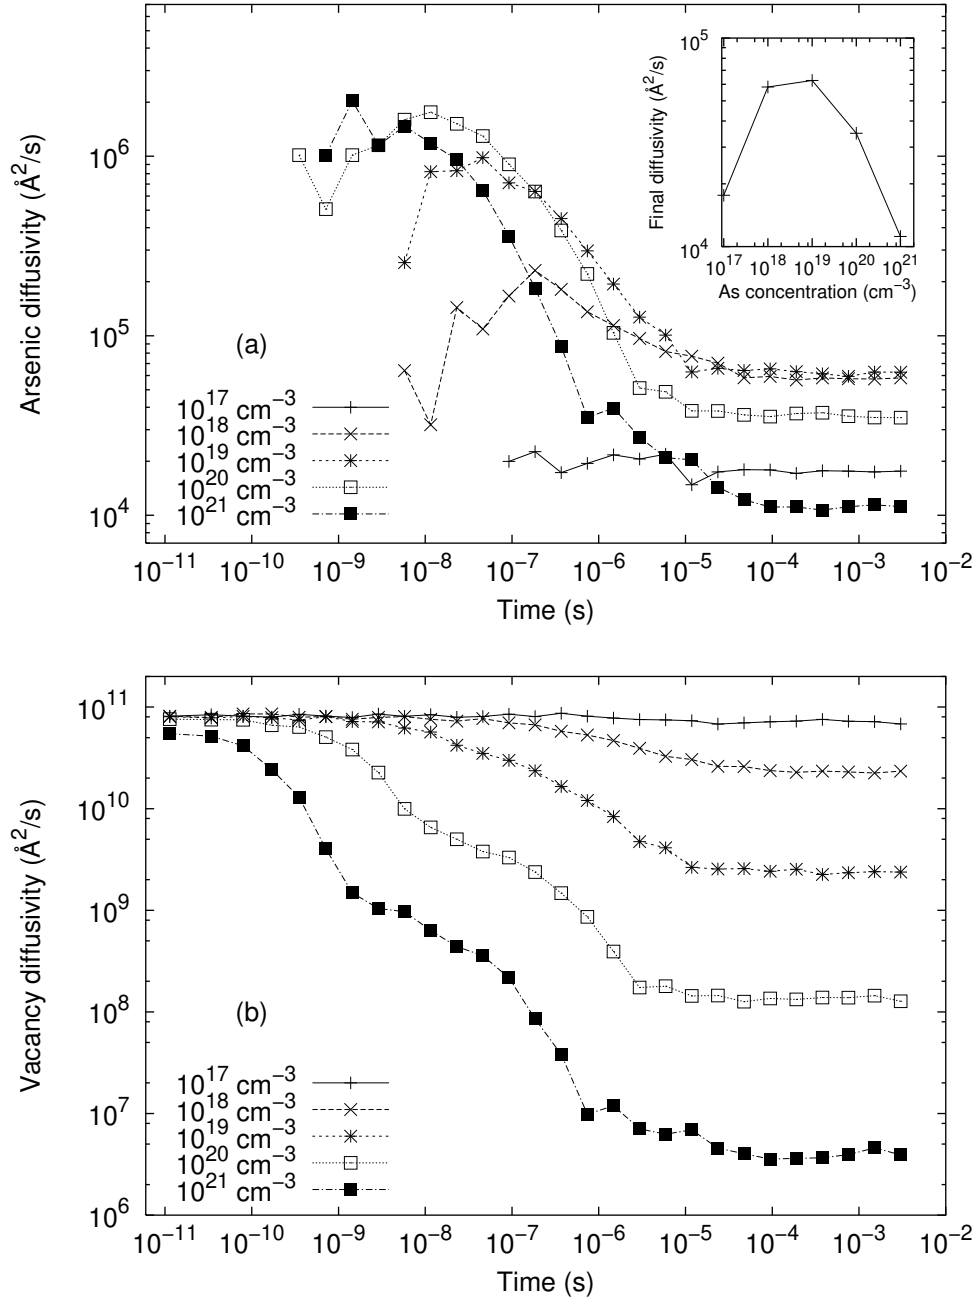 Arsenic diffusivity (Å²/s)
10⁶
10⁵
10⁴
(a)
10¹⁷ cm⁻³
10¹⁸ cm⁻³
10¹⁹ cm⁻³
10²⁰ cm⁻³
10²¹ cm⁻³
10⁻¹¹ 10⁻¹⁰ 10⁻⁹ 10⁻⁸ 10⁻⁷ 10⁻⁶ 10⁻⁵ 10⁻⁴ 10⁻³ 10⁻²
Time (s)
Final diffusivity (Å²/s)
10⁵
10⁴
10¹⁷ 10¹⁸ 10¹⁹ 10²⁰ 10²¹
As concentration (cm⁻³)
Vacancy diffusivity (Å²/s)
10¹¹
10¹⁰
10⁹
10⁸
10⁷
10⁶
(b)
10¹⁷ cm⁻³
10¹⁸ cm⁻³
10¹⁹ cm⁻³
10²⁰ cm⁻³
10²¹ cm⁻³
10⁻¹¹ 10⁻¹⁰ 10⁻⁹ 10⁻⁸ 10⁻⁷ 10⁻⁶ 10⁻⁵ 10⁻⁴ 10⁻³ 10⁻²
Time (s)